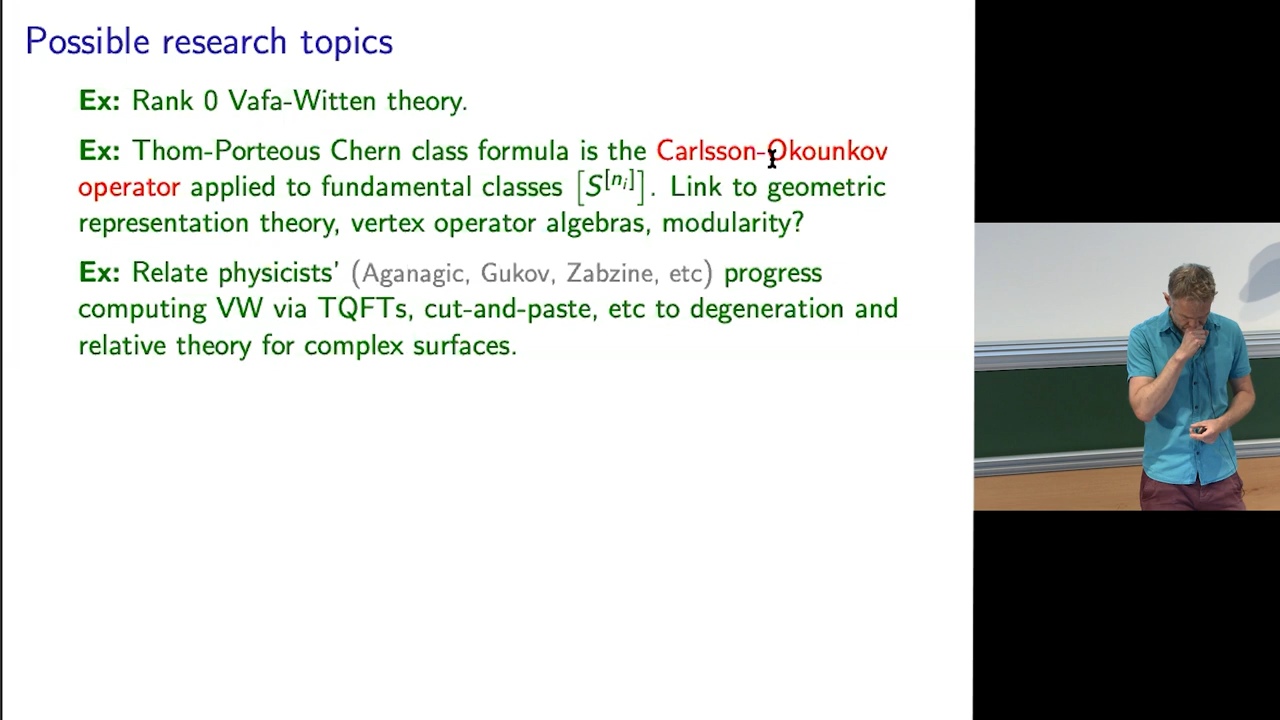 Possible research topics
Ex: Rank 0 Vafa-Witten theory.
Ex: Thom-Porteous Chern class formula is the Carlsson-Okounkov
operator applied to fundamental classes [S^{[n_i]}]. Link to geometric
representation theory, vertex operator algebras, modularity?
Ex: Relate physicists' (Aganagic, Gukov, Zabzine, etc) progress
computing VW via TQFTs, cut-and-paste, etc to degeneration and
relative theory for complex surfaces.